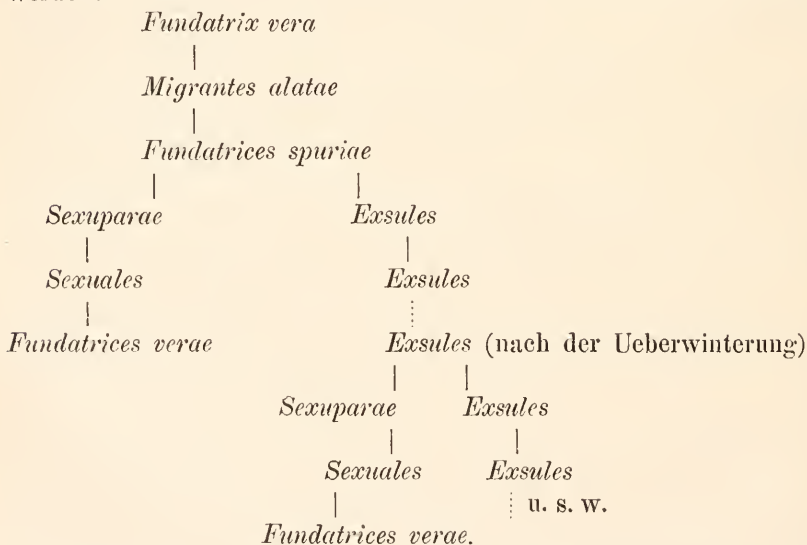 Fundatrix vera
Migrantes alatae
Fundatrices spuriae
Sexuparae Exsules
Sexuales Exsules
Fundatrices verae Exsules (nach der Ueberwinterung)
Sexuparae Exsules
Sexuales Exsules
u. s. w.
Fundatrices verae.